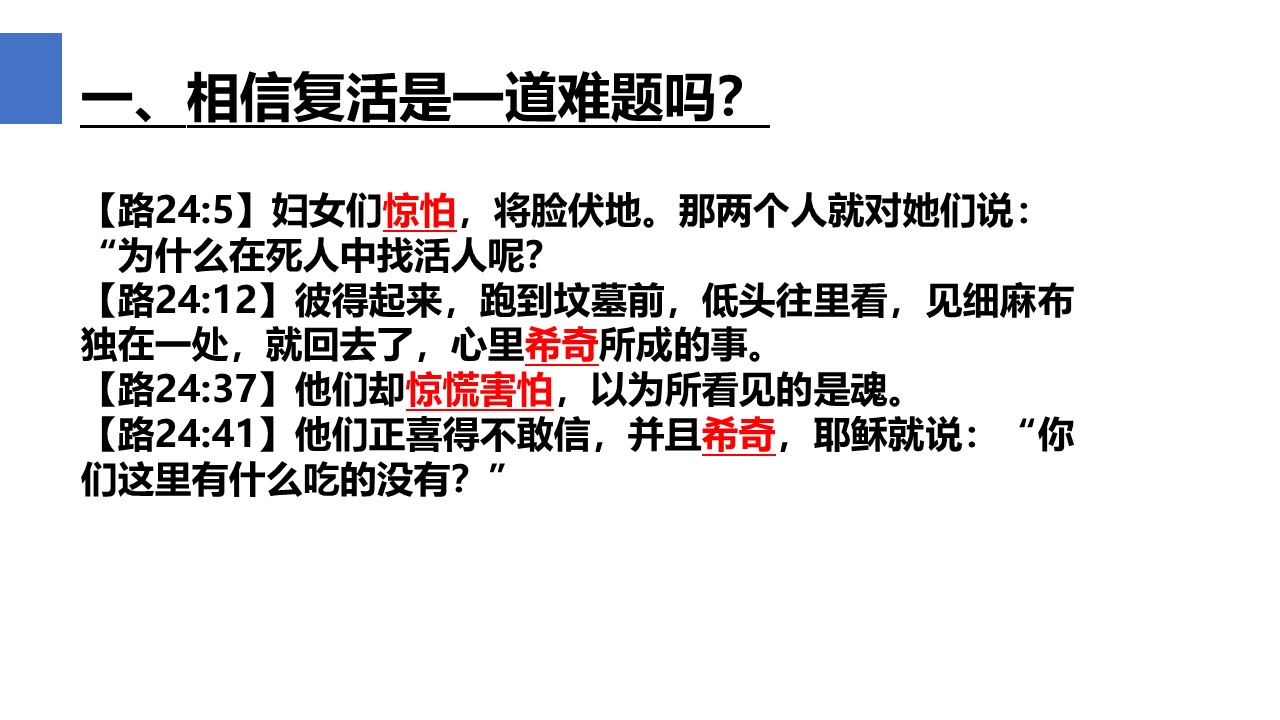 一、相信复活是一道难题吗?
【路24:5】妇女们惊怕，将脸伏地。那两个人就对她们说：
“为什么在死人中找活人呢?
【路24:12】彼得起来，跑到坟墓前，低头往里看，见细麻布
独在一处，就回去了，心里希奇所成的事。
【路24:37】他们却惊慌害怕，以为所看见的是魂。
【路24:41】他们正喜得不敢信，并且希奇，耶稣就说：“你
们这里有什么吃的没有？”